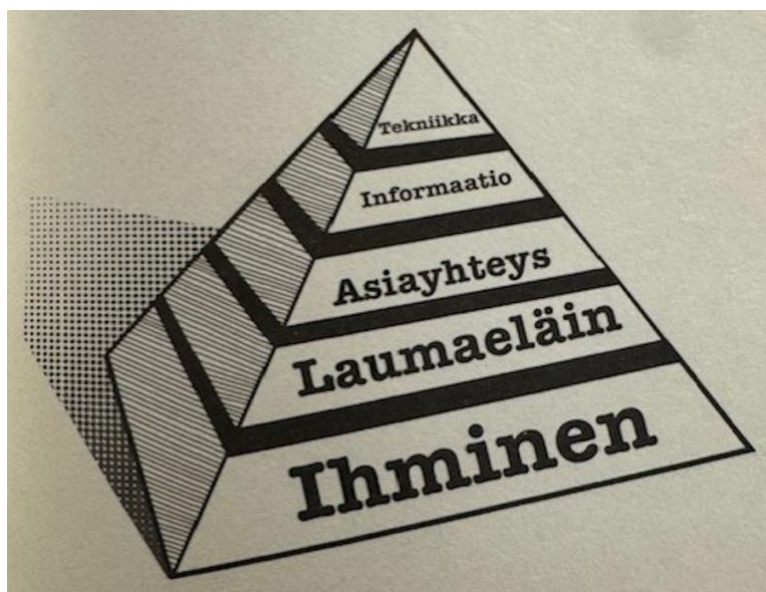 Tekniikka
Informaatio
Asiayhteys
Laumaeläin
Ihminen